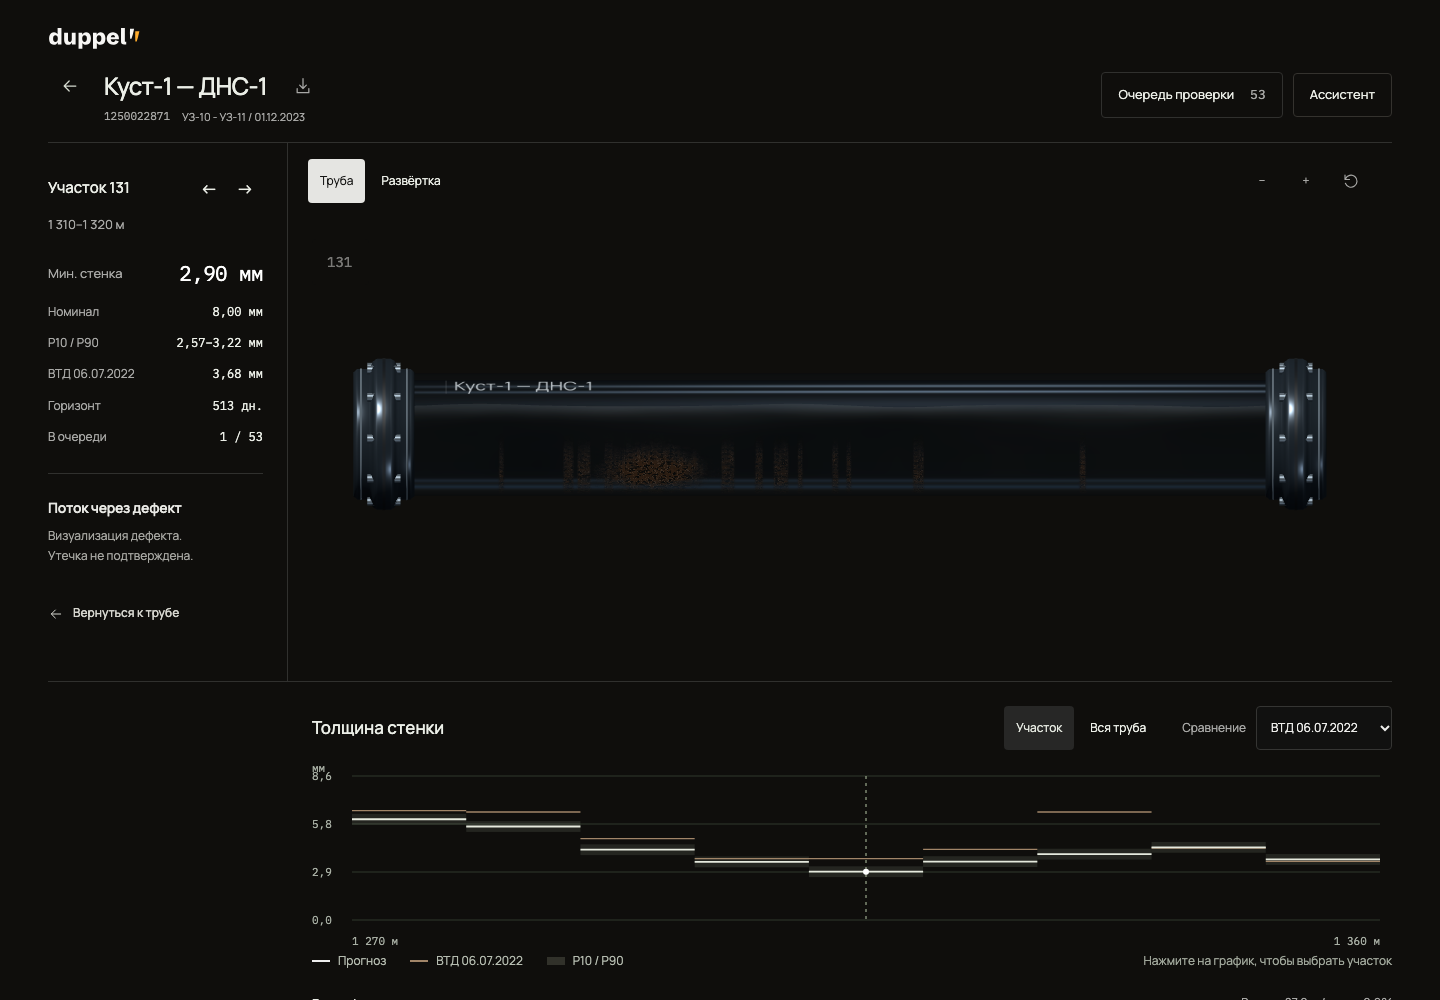 duppel
Куст-1 — ДНС-1
1250022871 УЗ-10 - УЗ-11 / 01.12.2023
Очередь проверки 53
Ассистент
Участок 131
1 310–1 320 м
Мин. стенка 2,90 мм
Номинал 8,00 мм
P10 / P90 2,57–3,22 мм
ВТД 06.07.2022 3,68 мм
Горизонт 513 дн.
В очереди 1 / 53
Поток через дефект
Визуализация дефекта.
Утечка не подтверждена.
← Вернуться к трубе
Труба Развёртка
− +
131
Куст-1 — ДНС-1
Толщина стенки
Участок Вся труба Сравнение ВТД 06.07.2022
мм
8,6
5,8
2,9
0,0
1 270 м 1 360 м
Прогноз ВТД 06.07.2022 P10 / P90
Нажмите на график, чтобы выбрать участок